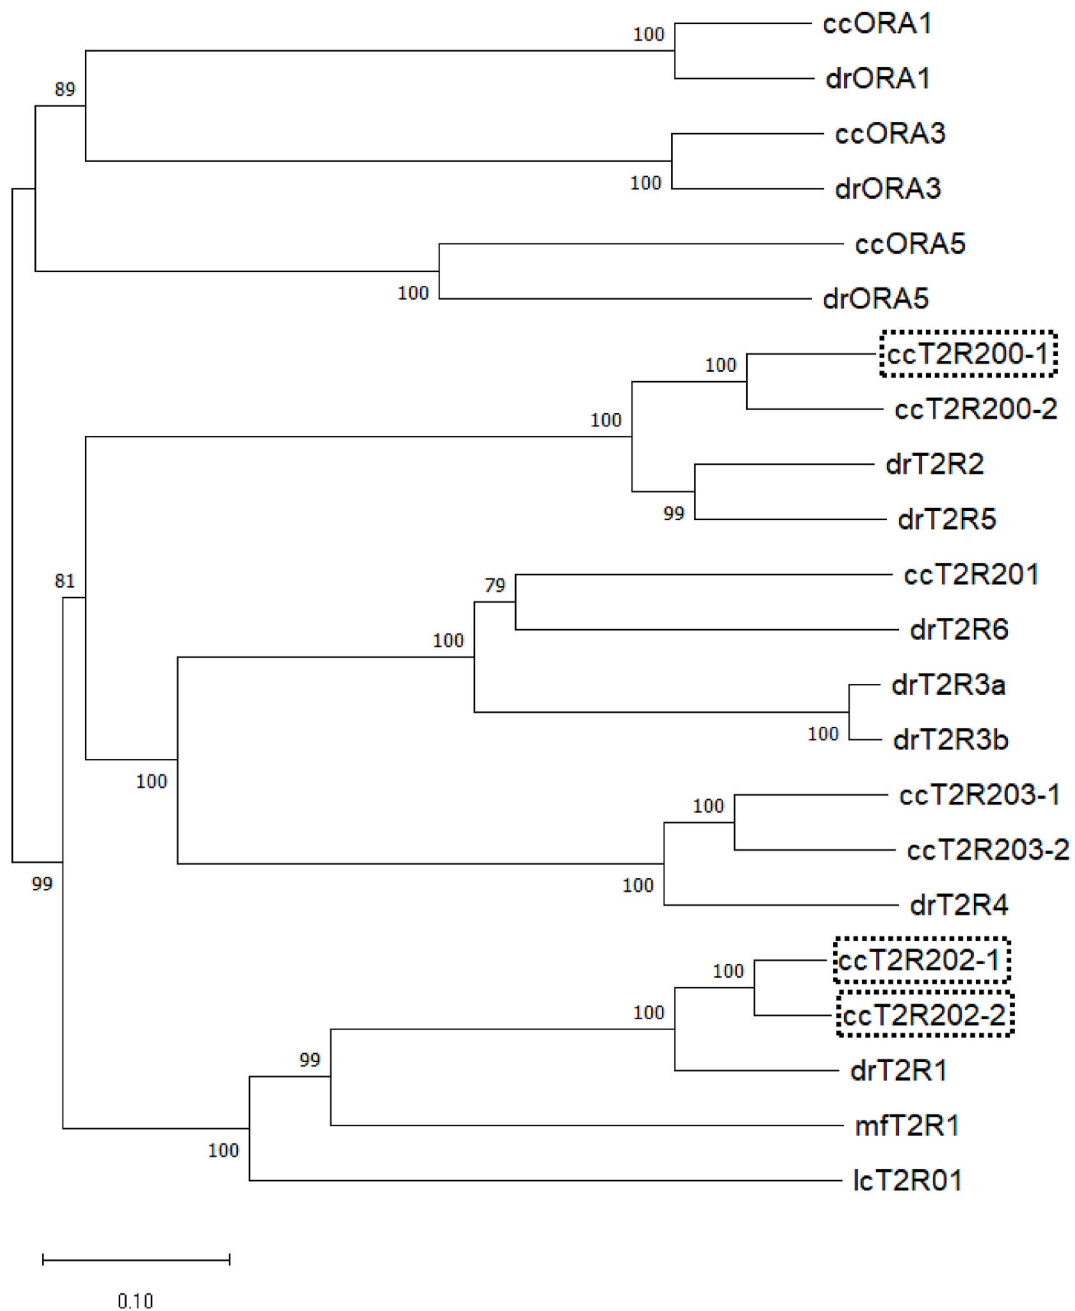 ccORA1
100
drORA1
89
ccORA3
100
drORA3
ccORA5
100
drORA5
ccT2R200-1
100
ccT2R200-2
100
drT2R2
99
drT2R5
ccT2R201
81
79
drT2R6
100
drT2R3a
100
drT2R3b
100
ccT2R203-1
100
ccT2R203-2
99
100
drT2R4
ccT2R202-1
100
ccT2R202-2
100
drT2R1
99
mfT2R1
100
lcT2R01
0.10